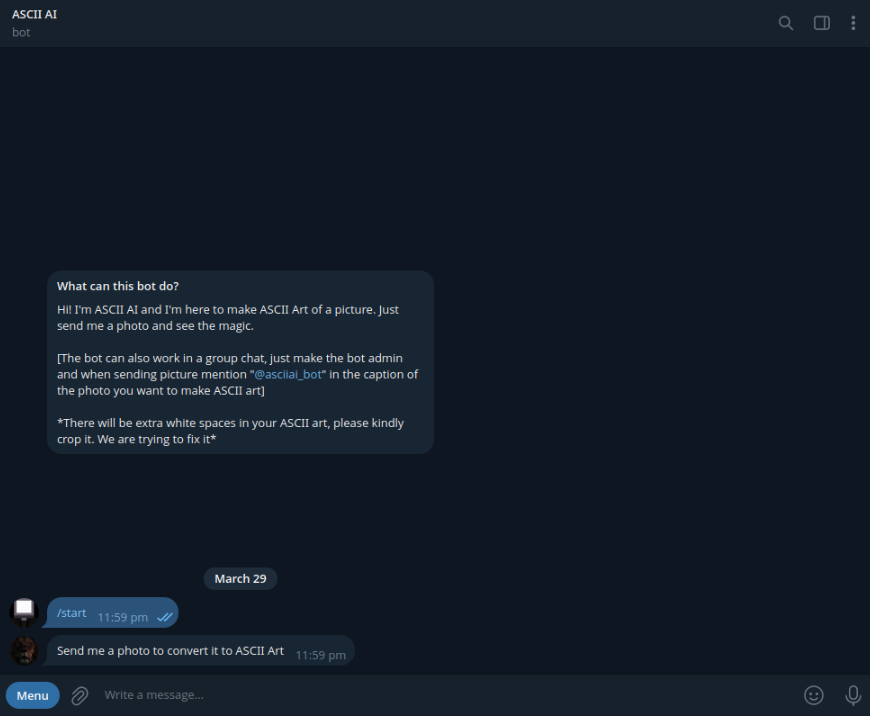 ASCII AI
bot
What can this bot do?
Hi! I'm ASCII AI and I'm here to make ASCII Art of a picture. Just
send me a photo and see the magic.
[The bot can also work in a group chat, just make the bot admin
and when sending picture mention "@asciiai_bot" in the caption of
the photo you want to make ASCII art]
*There will be extra white spaces in your ASCII art, please kindly
crop it. We are trying to fix it*
March 29
/start 11:59 pm
Send me a photo to convert it to ASCII Art 11:59 pm
Menu Write a message...